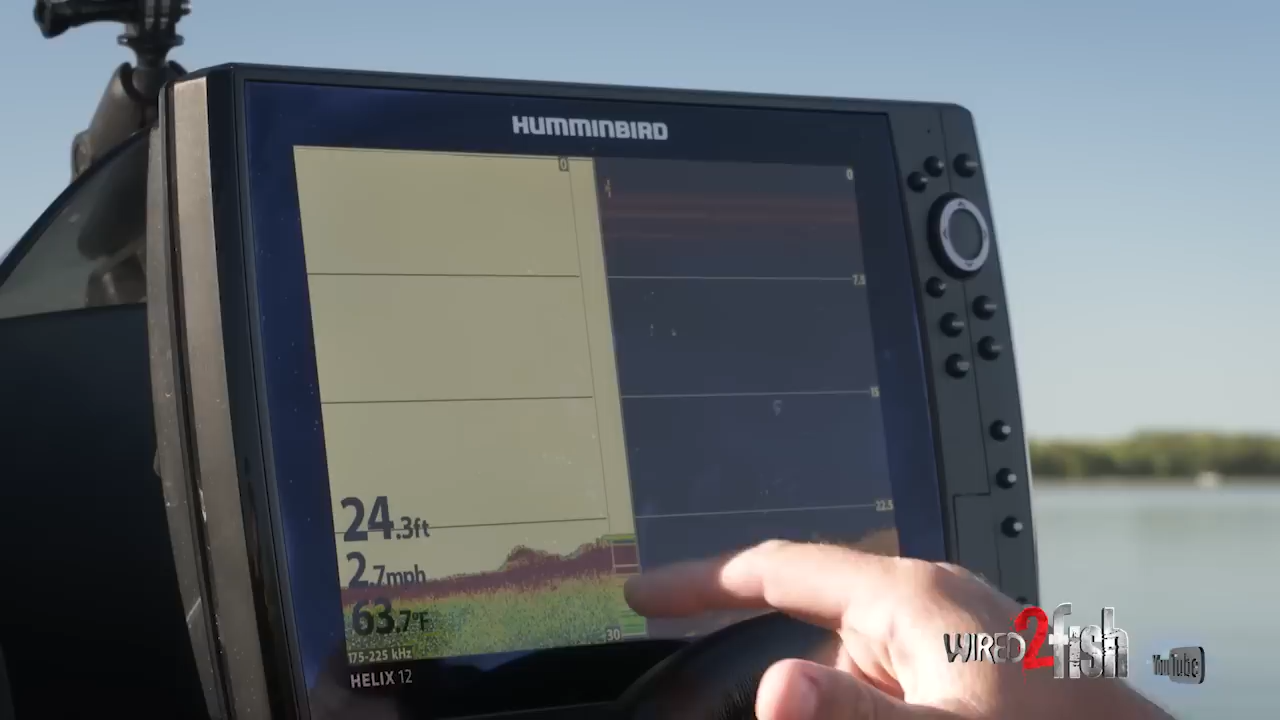 HUMMINBIRD
0
0
7.5
15
22.5
24.3ft
2.7mph
63.7°F
30
175-225 kHz
HELIX 12
WIRED2fish
YouTube